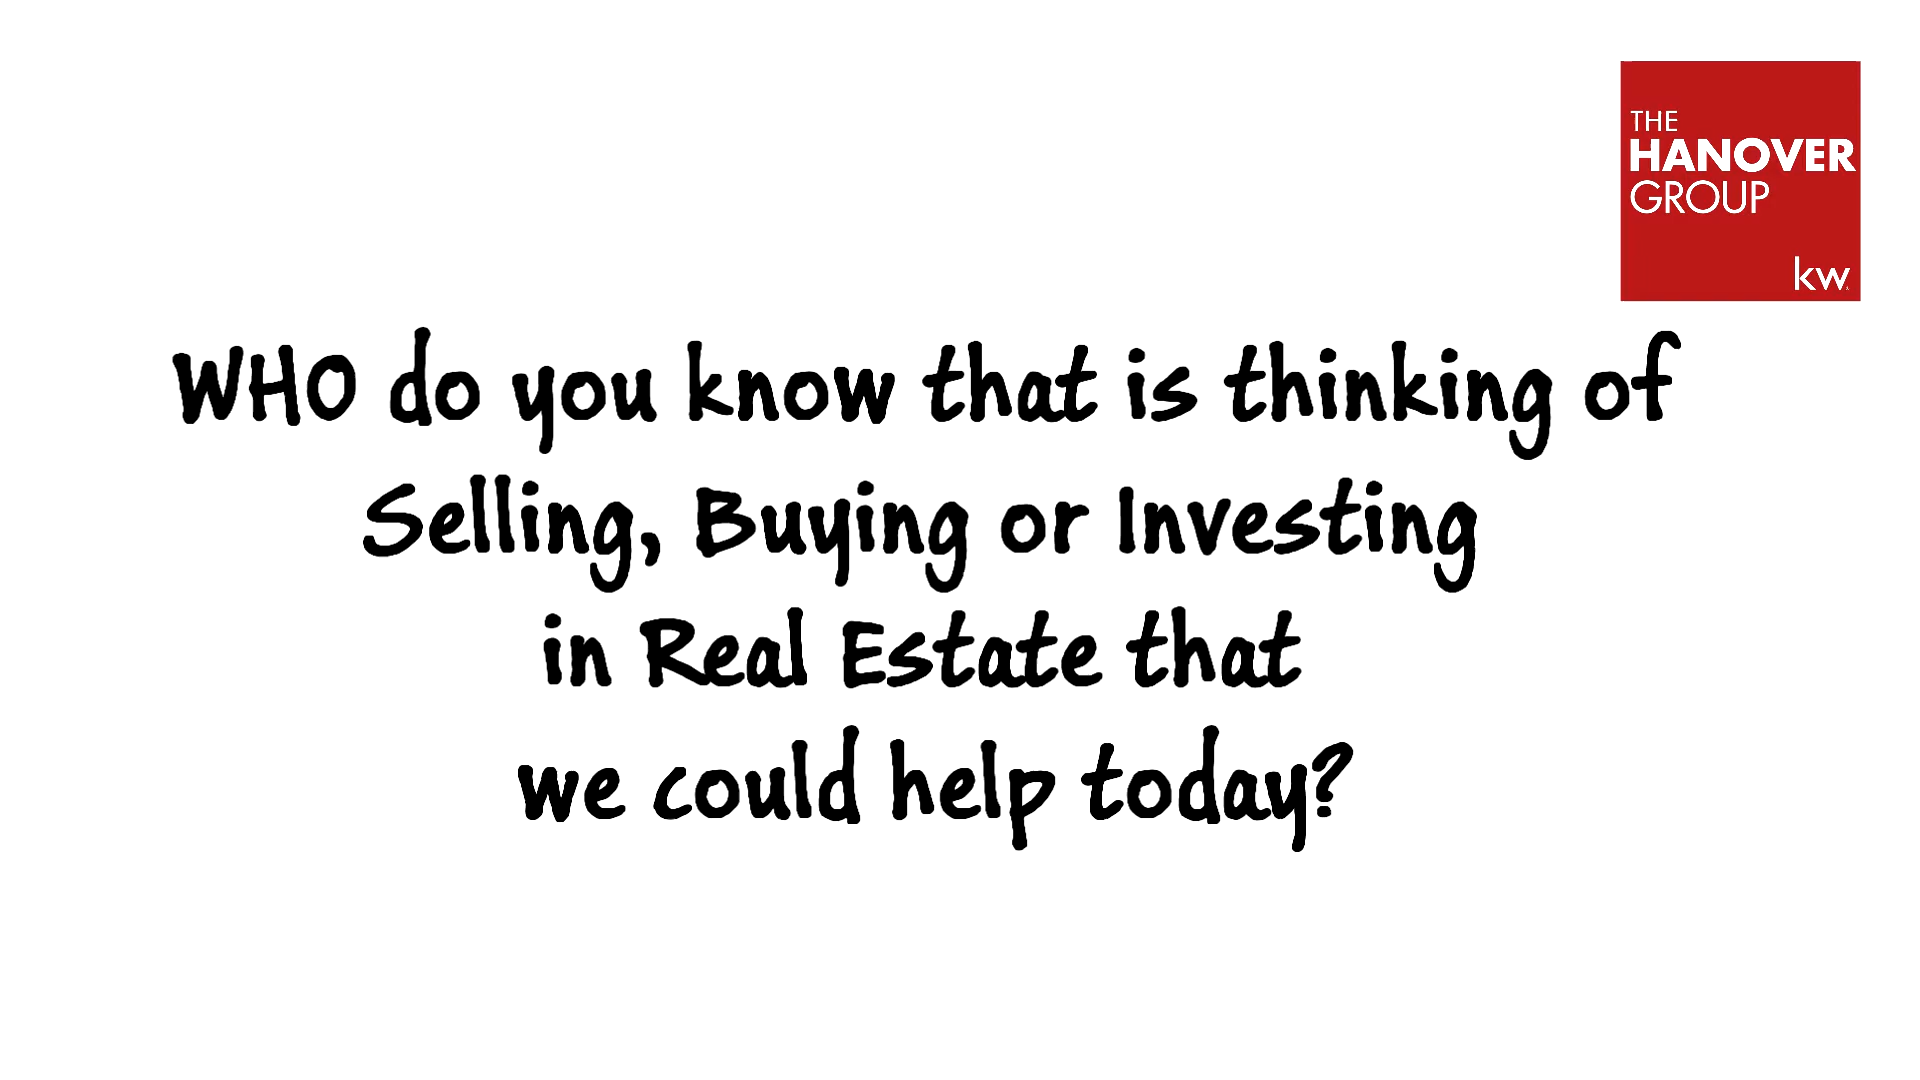 THE
HANOVER
GROUP
kw
WHO do you know that is thinking of
Selling, Buying or Investing
in Real Estate that
we could help today?